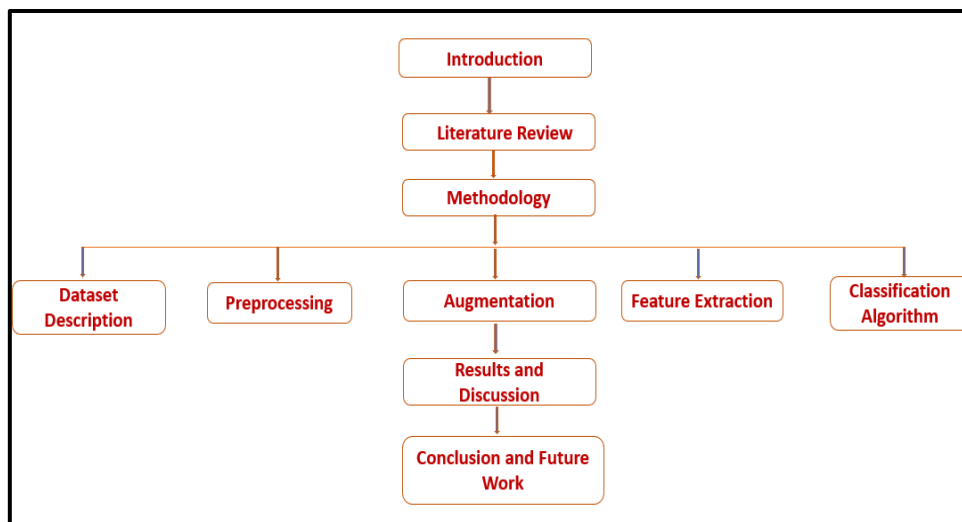 Introduction
Literature Review
Methodology
Dataset
Description
Preprocessing
Augmentation
Feature Extraction
Classification
Algorithm
Results and
Discussion
Conclusion and Future
Work